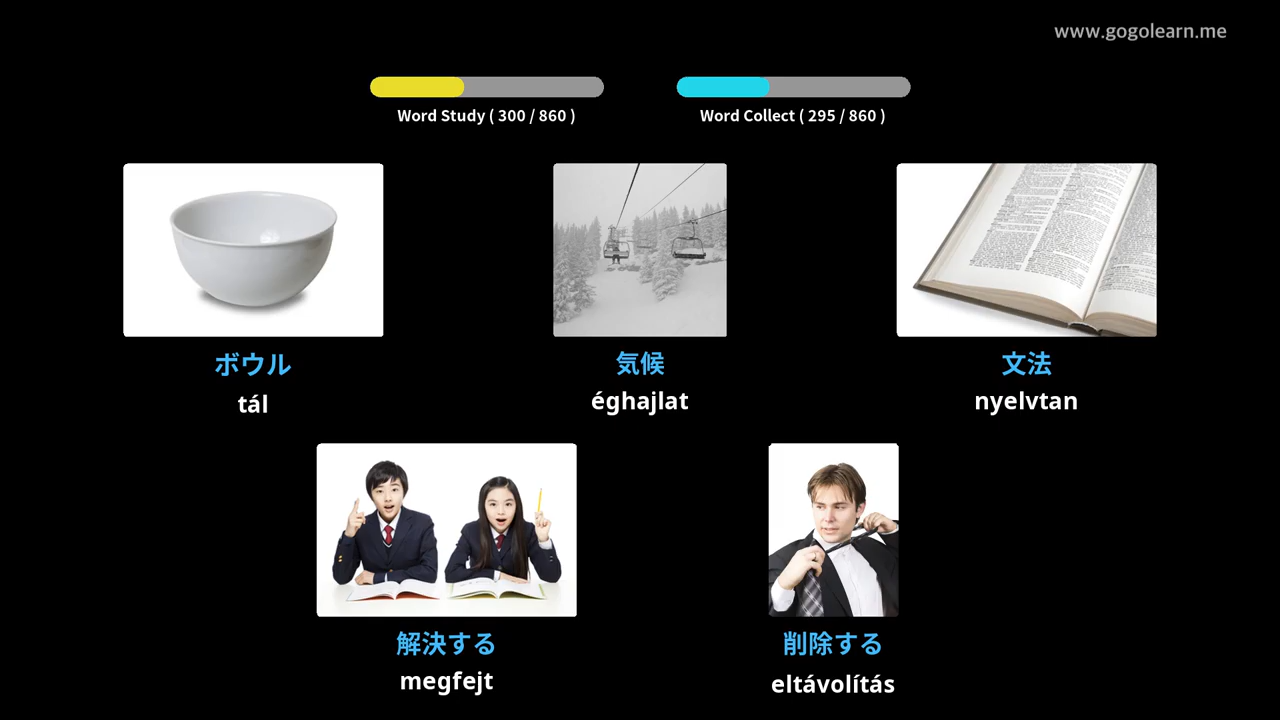 www.gogolearn.me
Word Study ( 300 / 860 )
Word Collect ( 295 / 860 )
ボウル
tál
気候
éghajlat
文法
nyelvtan
解決する
megfejt
削除する
eltávolítás